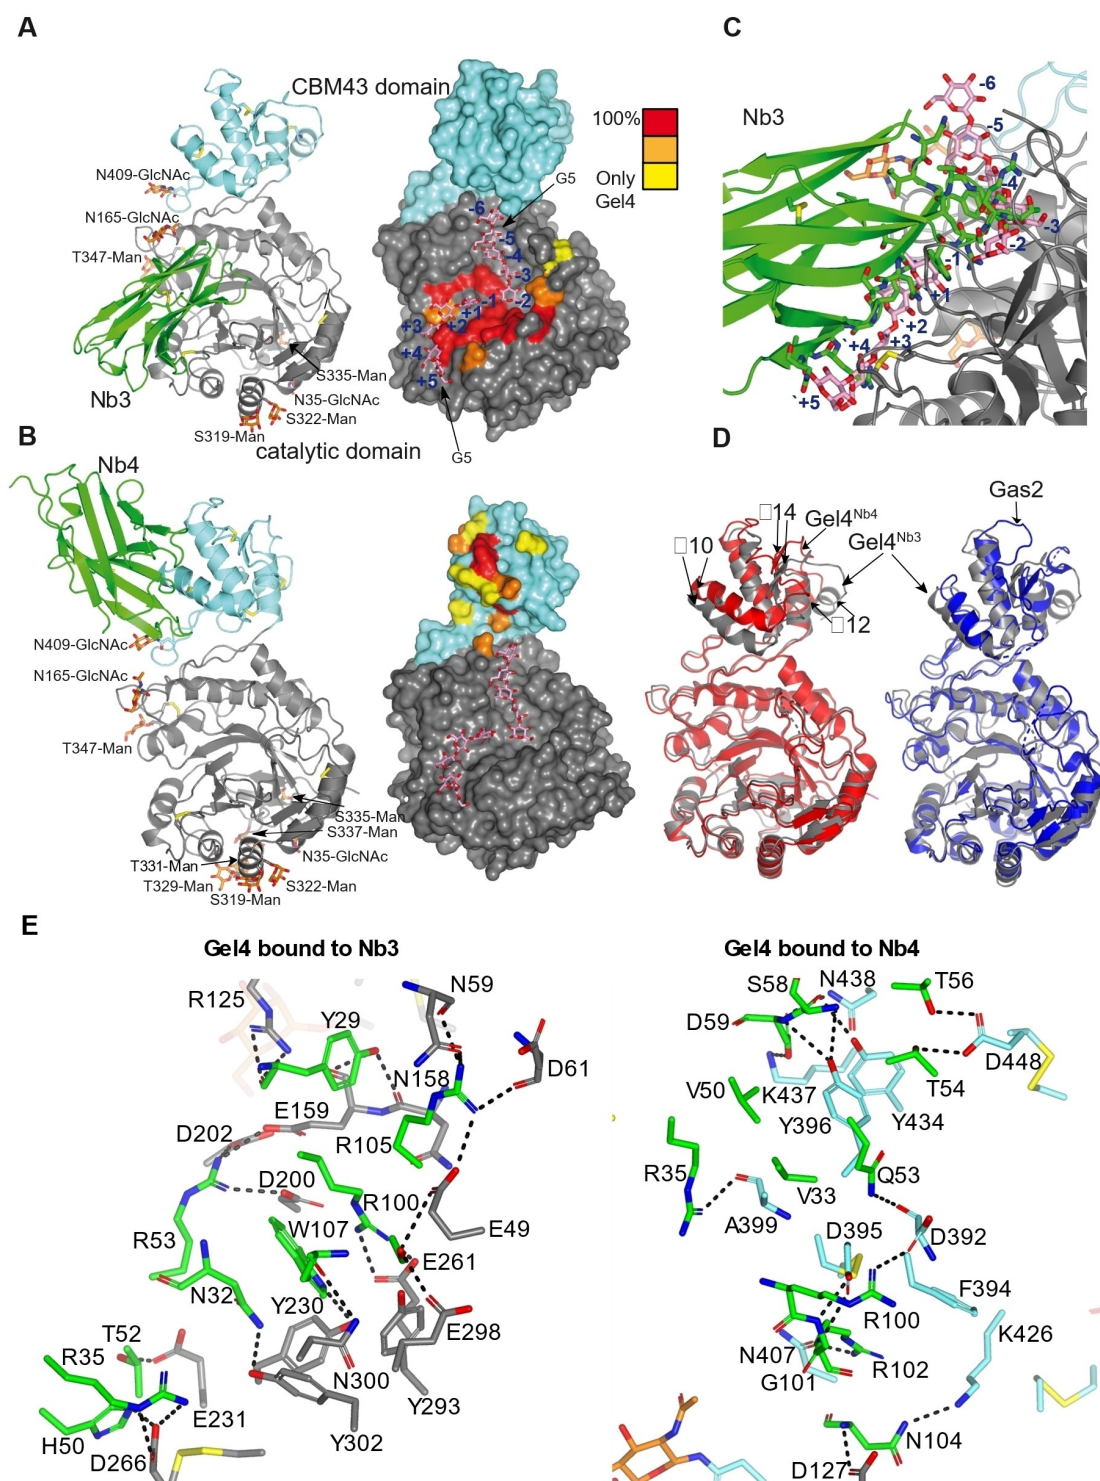 A
CBM43 domain
100%
Only
Gel4
G5
N409-GlcNAc
N165-GlcNAc
T347-Man
Nb3
S335-Man
N35-GlcNAc
S322-Man
S319-Man
catalytic domain
-6
-5
-4
-3
-2
-1
+1
+2
+3
+4
+5
G5
C
Nb3
-6
-5
-4
-3
-2
-1
+1
`+2
+3
`+4
`+5
B
Nb4
N409-GlcNAc
N165-GlcNAc
T347-Man
S335-Man
S337-Man
N35-GlcNAc
T331-Man
T329-Man
S322-Man
S319-Man
D
□14
□10
Gel4Nb4
Gel4Nb3
□12
Gas2
E
Gel4 bound to Nb3
R125
Y29
N59
N158
D61
E159
R105
D202
D200
R100
E49
R53
W107
E261
N32
Y230
E298
T52
R35
N300
Y293
E231
H50
Y302
D266
Gel4 bound to Nb4
S58
N438
T56
D59
D448
K437
T54
V50
Y396
Y434
R35
V33
Q53
A399
D395
D392
F394
R100
K426
N407
R102
G101
N104
D127